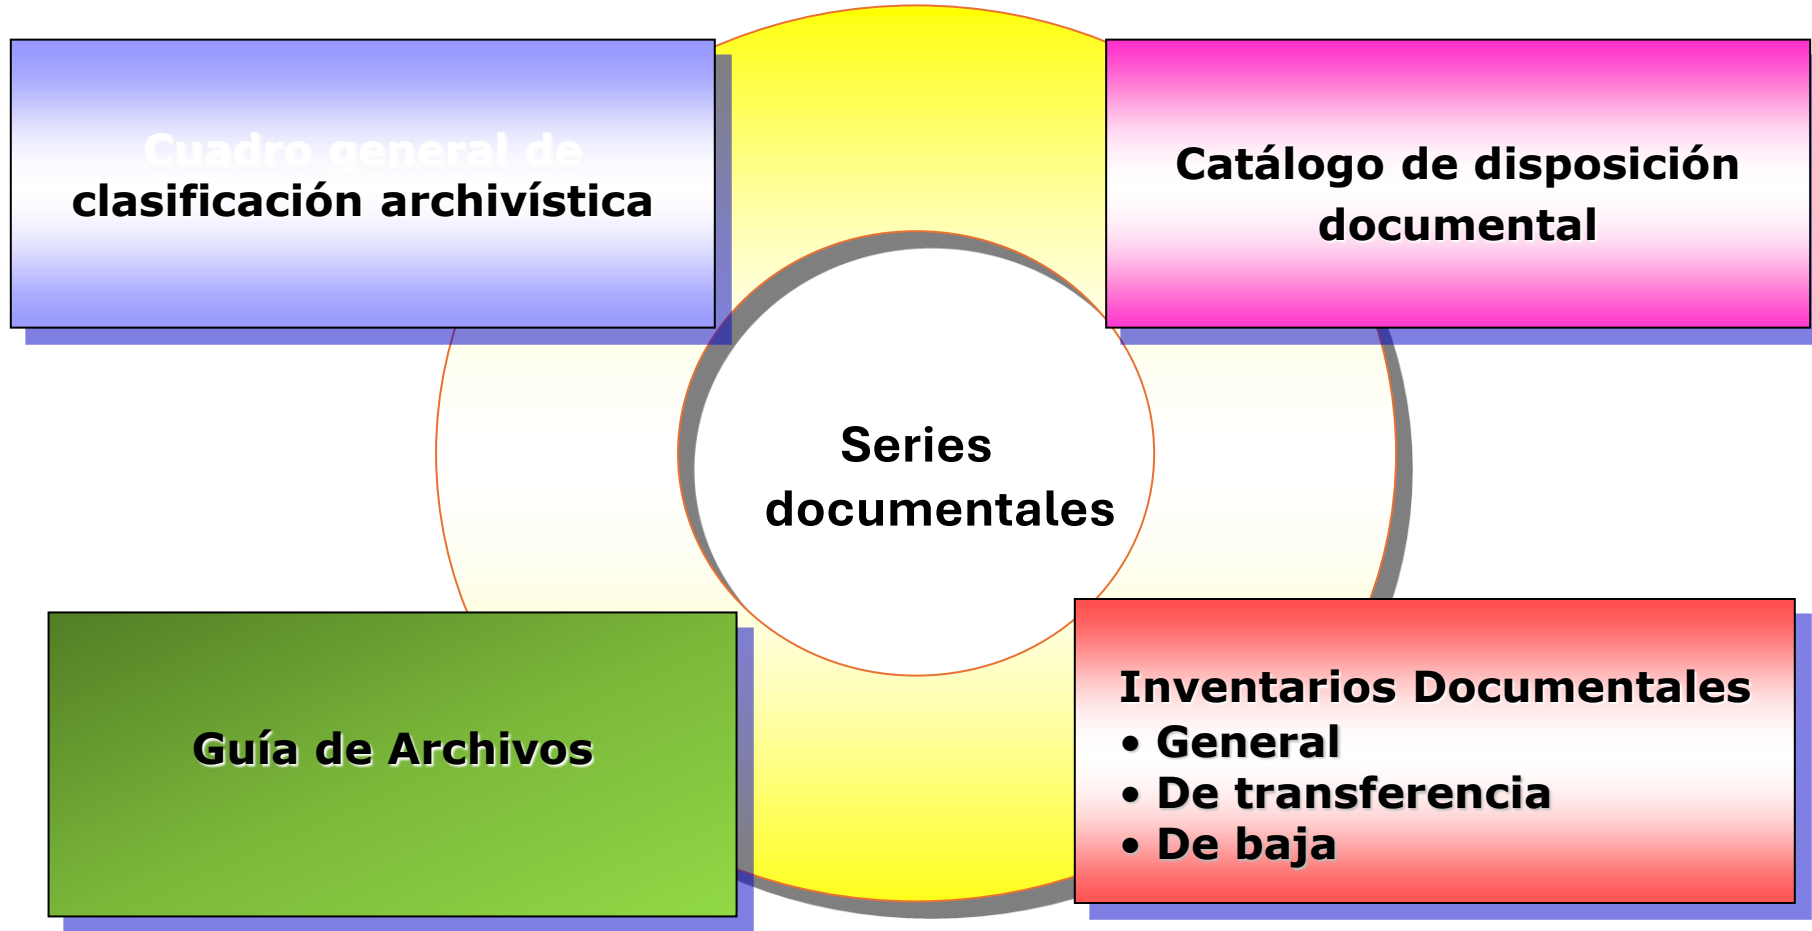 Cuadro general de
clasificación archivística
Catálogo de disposición
documental
Series
documentales
Guía de Archivos
Inventarios Documentales
• General
• De transferencia
• De baja